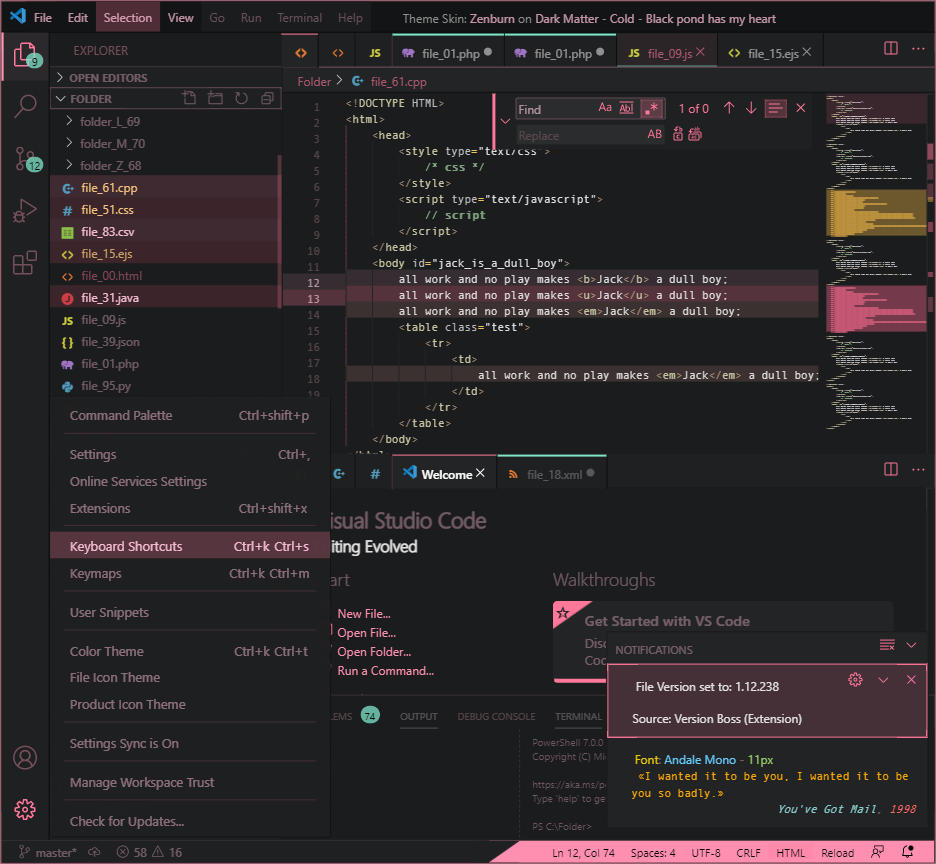 File Edit Selection View Go Run Terminal Help Theme Skin: Zenburn on Dark Matter - Cold - Black pond has my heart
9
12
EXPLORER
OPEN EDITORS
FOLDER
folder_L_69
folder_M_70
folder_Z_68
file_61.cpp
# file_51.css
file_83.csv
<> file_15.ejs
<> file_00.html
file_31.java
JS file_09.js
{} file_39.json
file_01.php
file_95.py
<> <> JS file_01.php file_01.php JS file_09.js <> file_15.ejs
Folder > file_61.cpp
Find Aa Abl .* 1 of 0
Replace AB
1 <!DOCTYPE HTML>
2 <html>
3 <head>
4 <style type="text/css">
5 /* css */
6 </style>
7 <script type="text/javascript">
8 // script
9 </script>
10 </head>
11 <body id="jack_is_a_dull_boy">
12 all work and no play makes <b>Jack</b> a dull boy;
13 all work and no play makes <u>Jack</u> a dull boy;
14 all work and no play makes <em>Jack</em> a dull boy;
15 <table class="test">
16 <tr>
17 <td>
18 all work and no play makes <em>Jack</em> a dull boy;
19 </td>
</tr>
</table>
</body>
Command Palette Ctrl+shift+p
Settings Ctrl+,
Online Services Settings
Extensions Ctrl+shift+x
Keyboard Shortcuts Ctrl+k Ctrl+s
Keymaps Ctrl+k Ctrl+m
User Snippets
Color Theme Ctrl+k Ctrl+t
File Icon Theme
Product Icon Theme
Settings Sync is On
Manage Workspace Trust
Check for Updates...
# Welcome file_18.xml
isual Studio Code
iting Evolved
art
New File...
Open File...
Open Folder...
Run a Command...
Walkthroughs
Get Started with VS Code
Disc
Coc
LEMS 74 OUTPUT DEBUG CONSOLE TERMINAL
PowerShell 7.0.0
Copyright (C) Mi
https://aka.ms/p
Type 'help' to ge
PS C:\Folder>
NOTIFICATIONS
File Version set to: 1.12.238
Source: Version Boss (Extension)
Font: Andale Mono - 11px
«I wanted it to be you. I wanted it to be
you so badly.»
You've Got Mail, 1998
master* 58 16 Ln 12, Col 74 Spaces: 4 UTF-8 CRLF HTML Reload